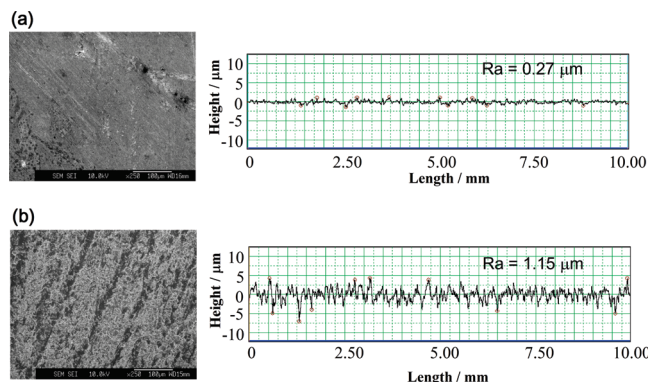 (a)
SEM SEI 10.0kV ×250 100μm WD16mm
Ra = 0.27 μm
Height / μm
10
5
0
-5
-10
0 2.50 5.00 7.50 10.00
Length / mm
(b)
SEM SEI 10.0kV ×250 100μm WD15mm
Ra = 1.15 μm
Height / μm
10
5
0
-5
-10
0 2.50 5.00 7.50 10.00
Length / mm